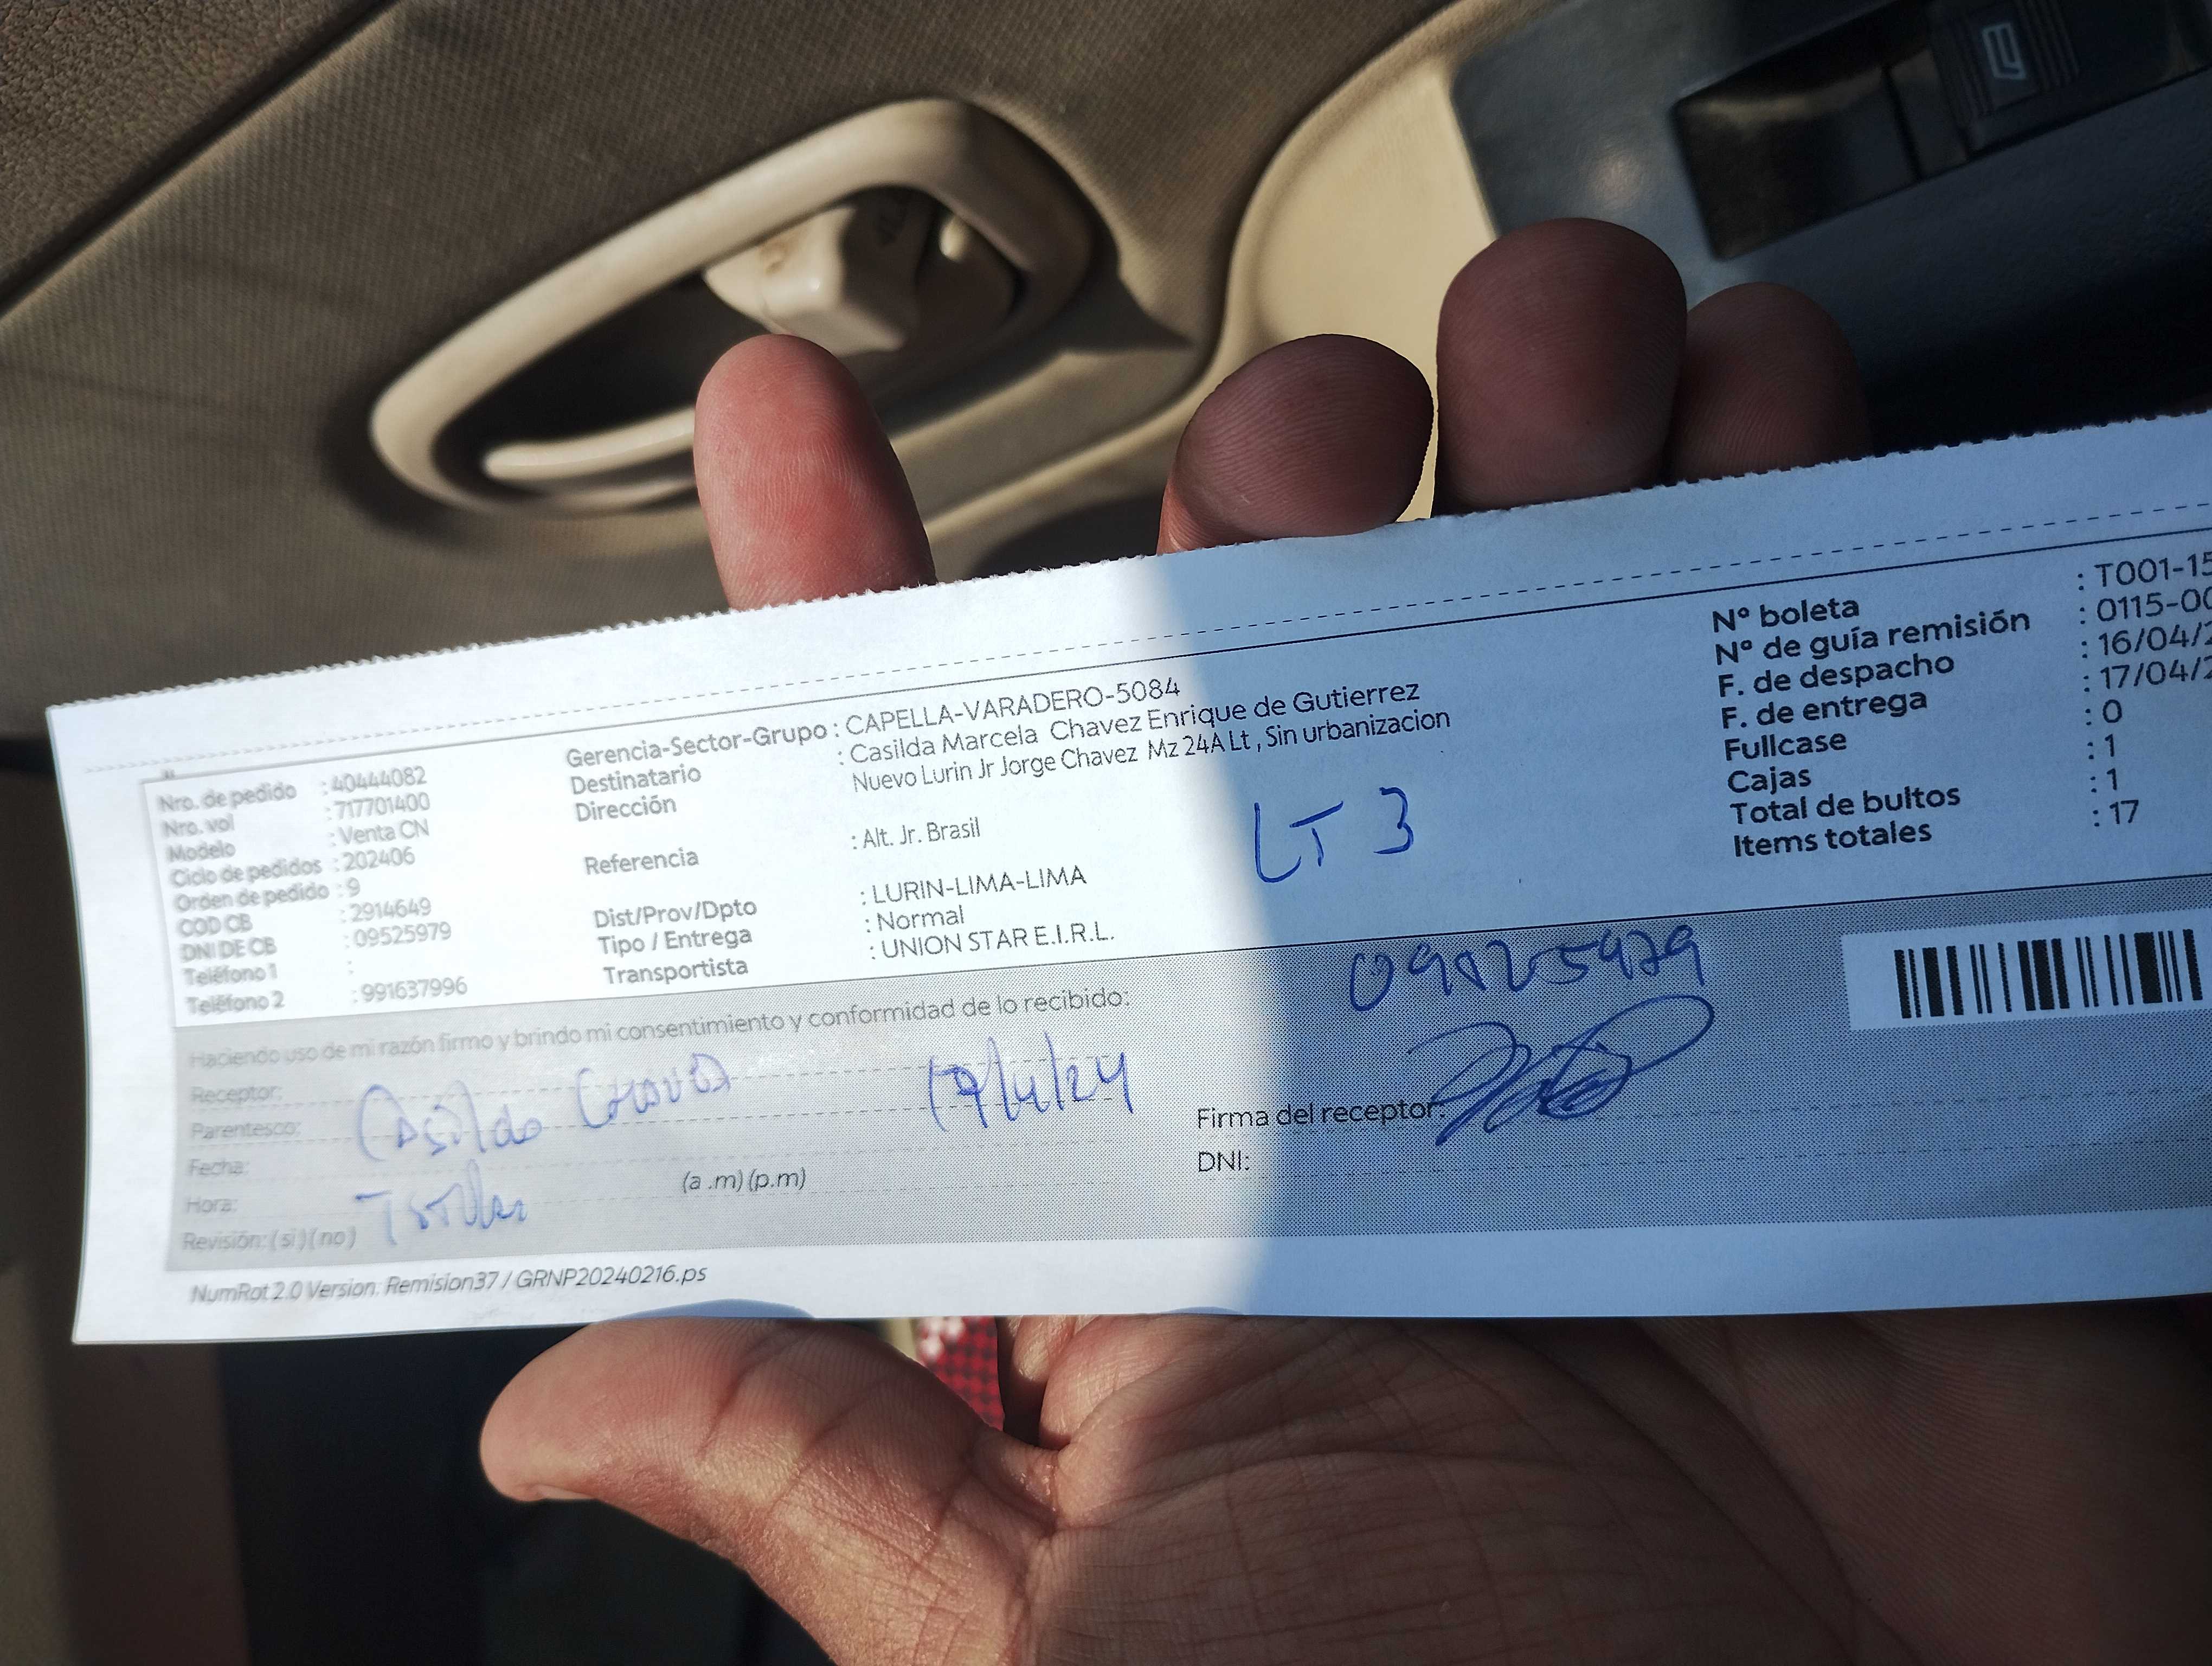 Nro. de pedido : 40444082
Nro. vol : 717701400
Modelo : Venta CN
Ciclo de pedidos : 202406
Orden de pedido : 9
COD CB : 2914649
DNI DE CB : 09525979
Teléfono 1 :
Teléfono 2 : 991637996
Gerencia-Sector-Grupo : CAPELLA-VARADERO-5084
Destinatario : Casilda Marcela Chavez Enrique de Gutierrez
Dirección Nuevo Lurin Jr Jorge Chavez Mz 24A Lt , Sin urbanizacion
LT 3
Referencia : Alt. Jr. Brasil
Dist/Prov/Dpto : LURIN-LIMA-LIMA
Tipo / Entrega : Normal
Transportista : UNION STAR E.I.R.L.
N° boleta : T001-15
N° de guía remisión : 0115-00
F. de despacho : 16/04/2
F. de entrega : 17/04/2
Fullcase : 0
Cajas : 1
Total de bultos : 1
Items totales : 17
Haciendo uso de mi razón firmo y brindo mi consentimiento y conformidad de lo recibido:
Receptor:
Parentesco:
Fecha: 17/4/24
Hora: (a .m) (p.m)
Revisión: ( si ) ( no )
09525979
Firma del receptor:
DNI:
NumRot 2.0 Version. Remision37 / GRNP20240216.ps